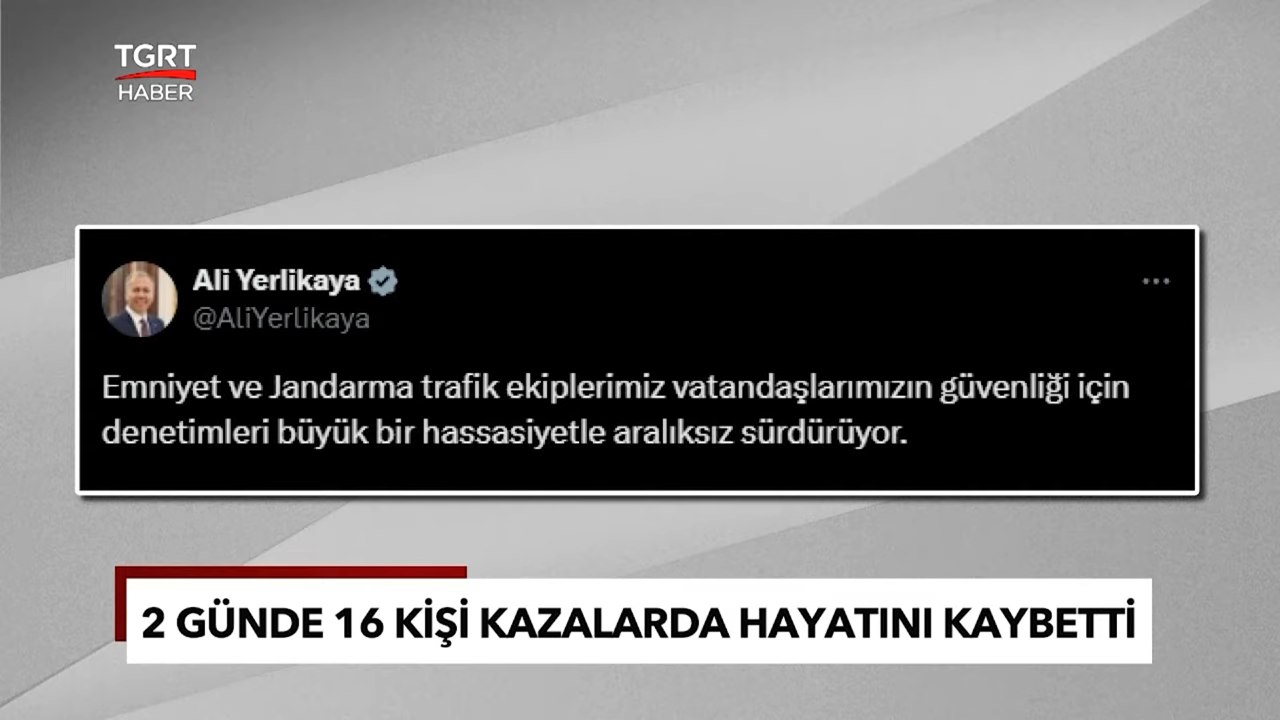 TGRT
HABER
Ali Yerlikaya
@AliYerlikaya
Emniyet ve Jandarma trafik ekiplerimiz vatandaşlarımızın güvenliği için
denetimleri büyük bir hassasiyetle aralıksız sürdürüyor.
2 GÜNDE 16 KİŞİ KAZALARDA HAYATINI KAYBETTİ